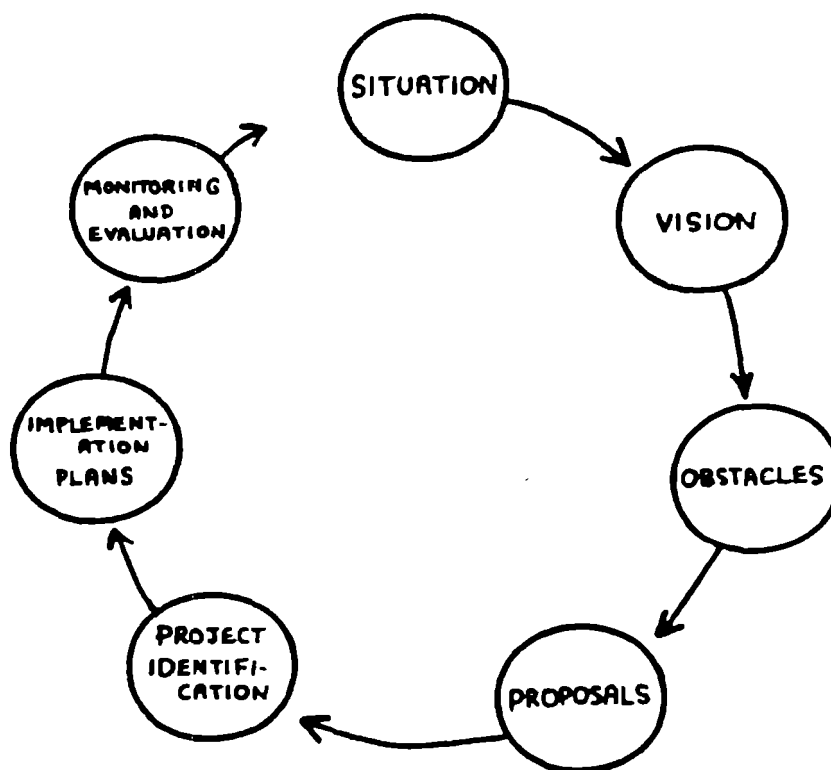 SITUATION
VISION
OBSTACLES
PROPOSALS
PROJECT
IDENTIFI-
CATION
IMPLEMENT-
ATION
PLANS
MONITORING
AND
EVALUATION